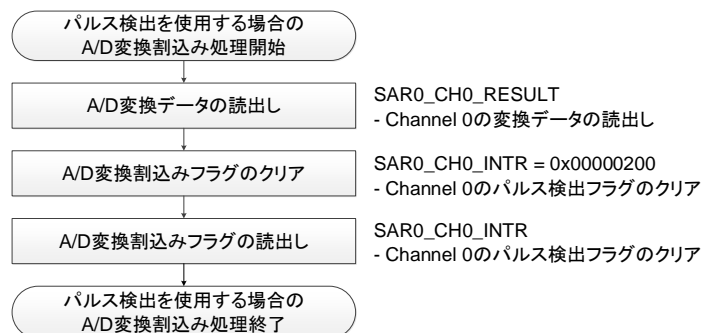 パルス検出を使用する場合の
A/D変換割込み処理開始
A/D変換データの読出し
SAR0_CH0_RESULT
- Channel 0の変換データの読出し
A/D変換割込みフラグのクリア
SAR0_CH0_INTR = 0x00000200
- Channel 0のパルス検出フラグのクリア
A/D変換割込みフラグの読出し
SAR0_CH0_INTR
- Channel 0のパルス検出フラグのクリア
パルス検出を使用する場合の
A/D変換割込み処理終了